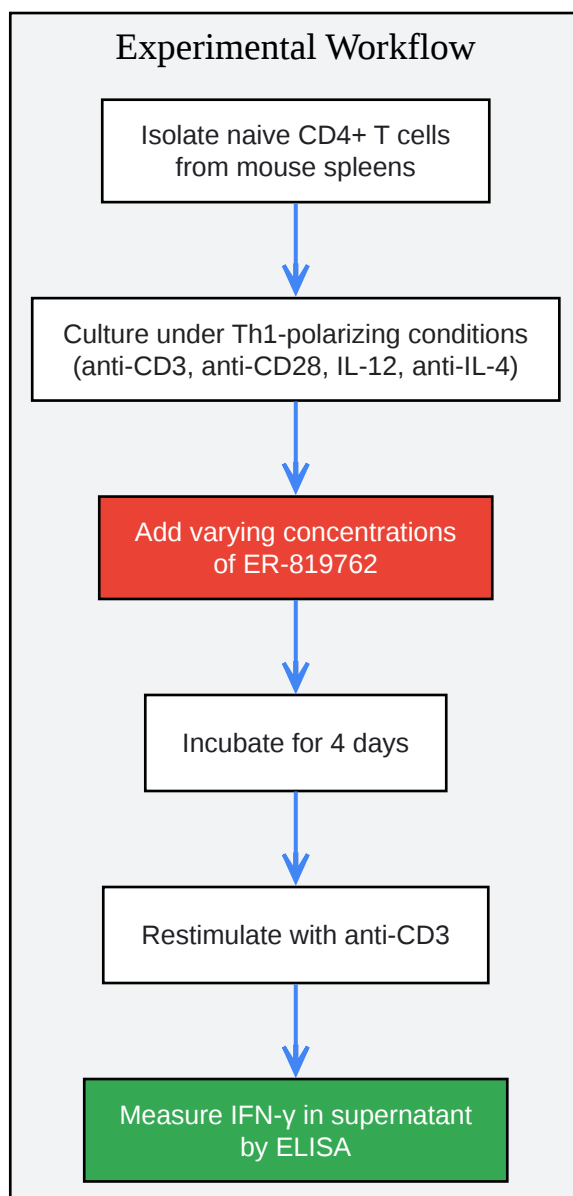 Experimental Workflow
Isolate naive CD4+ T cells
from mouse spleens
Culture under Th1-polarizing conditions
(anti-CD3, anti-CD28, IL-12, anti-IL-4)
Add varying concentrations
of ER-819762
Incubate for 4 days
Restimulate with anti-CD3
Measure IFN-γ in supernatant
by ELISA